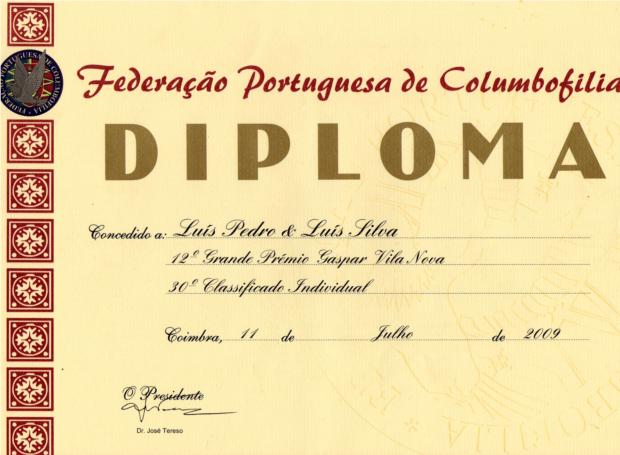 Federação Portuguesa de Columbofilia
DIPLOMA
Concedido a: Luís Pedro & Luís Silva
12º Grande Prémio Gaspar Vila Nova
30º Classificado Individual
Coimbra, 11 de Julho de 2009
O Presidente
Dr. José Tereso